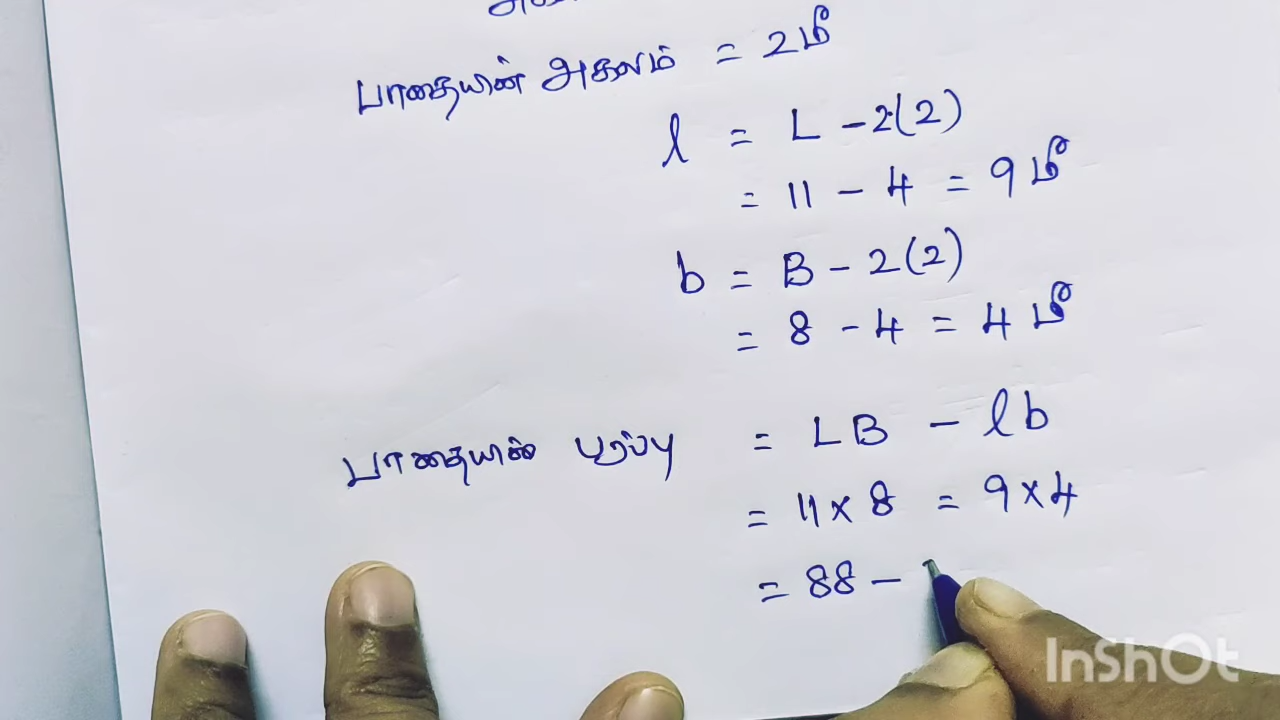 பாதையின் அகலம் = 2மீ
l = L - 2(2)
= 11 - 4 = 9மீ
b = B - 2(2)
= 8 - 4 = 4மீ
பாதையின் பரப்பு = LB - lb
= 11 x 8 = 9 x 4
= 88 -
InShOt